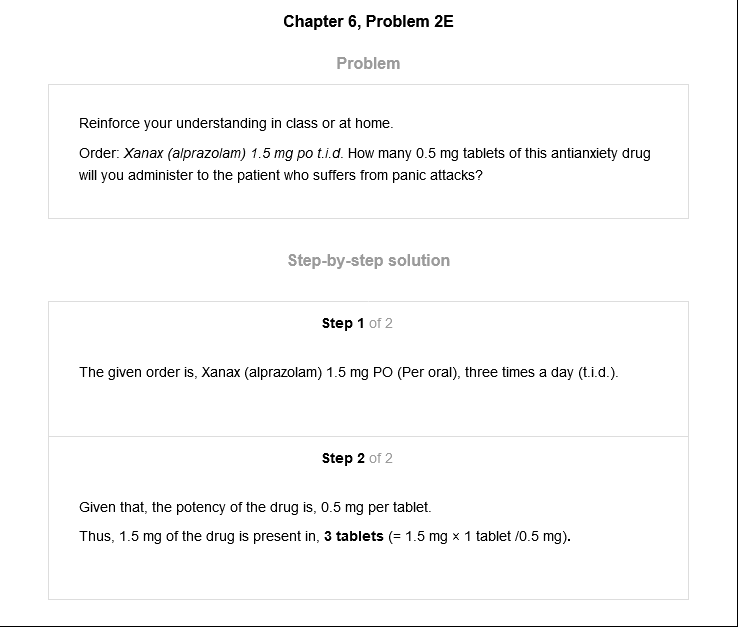 Chapter 6, Problem 2E
Problem
Reinforce your understanding in class or at home.
Order: Xanax (alprazolam) 1.5 mg po t.i.d. How many 0.5 mg tablets of this antianxiety drug
will you administer to the patient who suffers from panic attacks?
Step-by-step solution
Step 1 of 2
The given order is, Xanax (alprazolam) 1.5 mg PO (Per oral), three times a day (t.i.d.).
Step 2 of 2
Given that, the potency of the drug is, 0.5 mg per tablet.
Thus, 1.5 mg of the drug is present in, 3 tablets (= 1.5 mg × 1 tablet /0.5 mg).